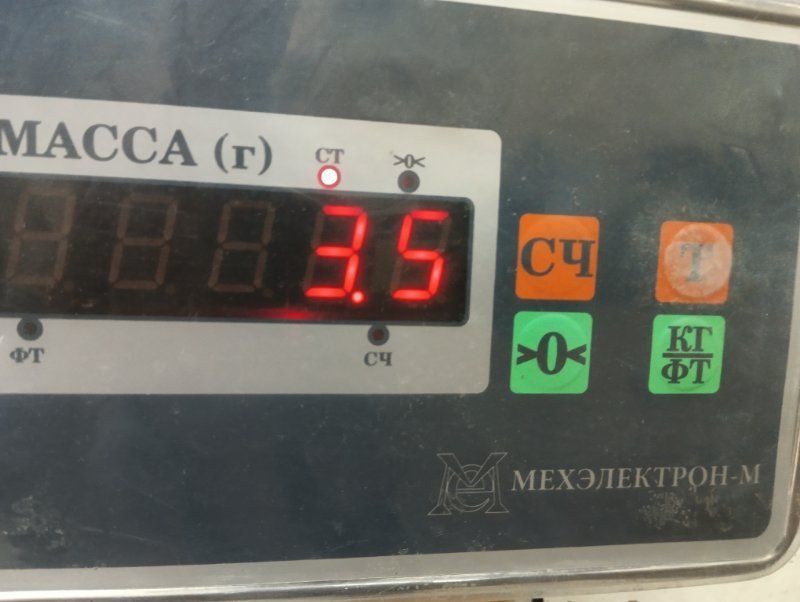 МАССА (г)
СТ >0<
3.5
ФТ СЧ
СЧ Т
>0< КГ
ФТ
МЕХЭЛЕКТРОН-М